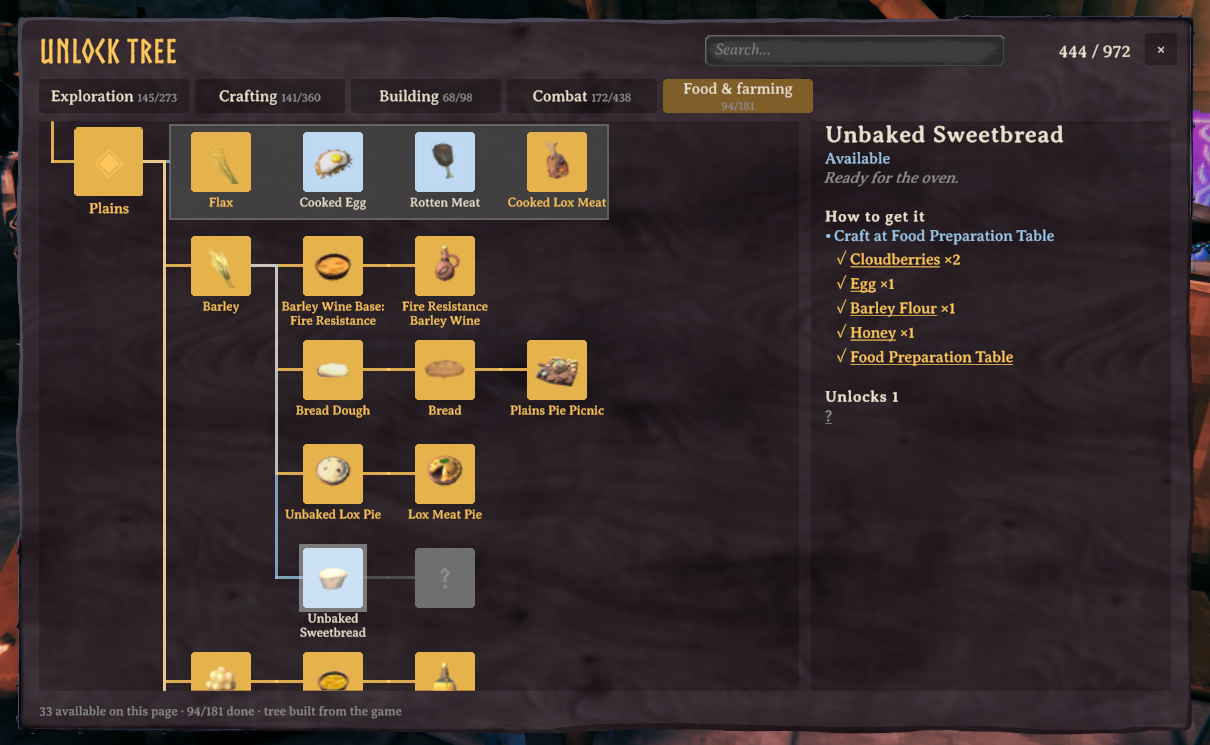 UNLOCK TREE
Search...
444 / 972
×
Exploration 145/273
Crafting 141/360
Building 68/98
Combat 172/438
Food & farming
94/181
Plains
Flax
Cooked Egg
Rotten Meat
Cooked Lox Meat
Barley
Barley Wine Base:
Fire Resistance
Fire Resistance
Barley Wine
Bread Dough
Bread
Plains Pie Picnic
Unbaked Lox Pie
Lox Meat Pie
?
Unbaked
Sweetbread
Unbaked Sweetbread
Available
Ready for the oven.
How to get it
• Craft at Food Preparation Table
√ Cloudberries ×2
√ Egg ×1
√ Barley Flour ×1
√ Honey ×1
√ Food Preparation Table
Unlocks 1
?
33 available on this page · 94/181 done · tree built from the game